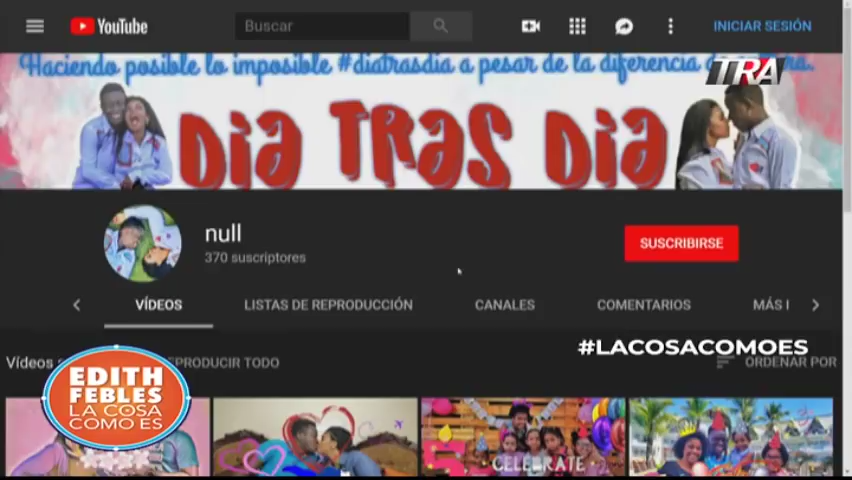 YouTube
Buscar
INICIAR SESIÓN
Haciendo posible lo imposible #diatrasdia a pesar de la diferencia
TRA
DIA TRAS DIA
null
370 suscriptores
SUSCRIBIRSE
VÍDEOS
LISTAS DE REPRODUCCIÓN
CANALES
COMENTARIOS
MÁS I
#LACOSACOMOES
Vídeos
REPRODUCIR TODO
ORDENAR POR
EDITH
FEBLES
LA COSA
COMO ES
CELEBRATE